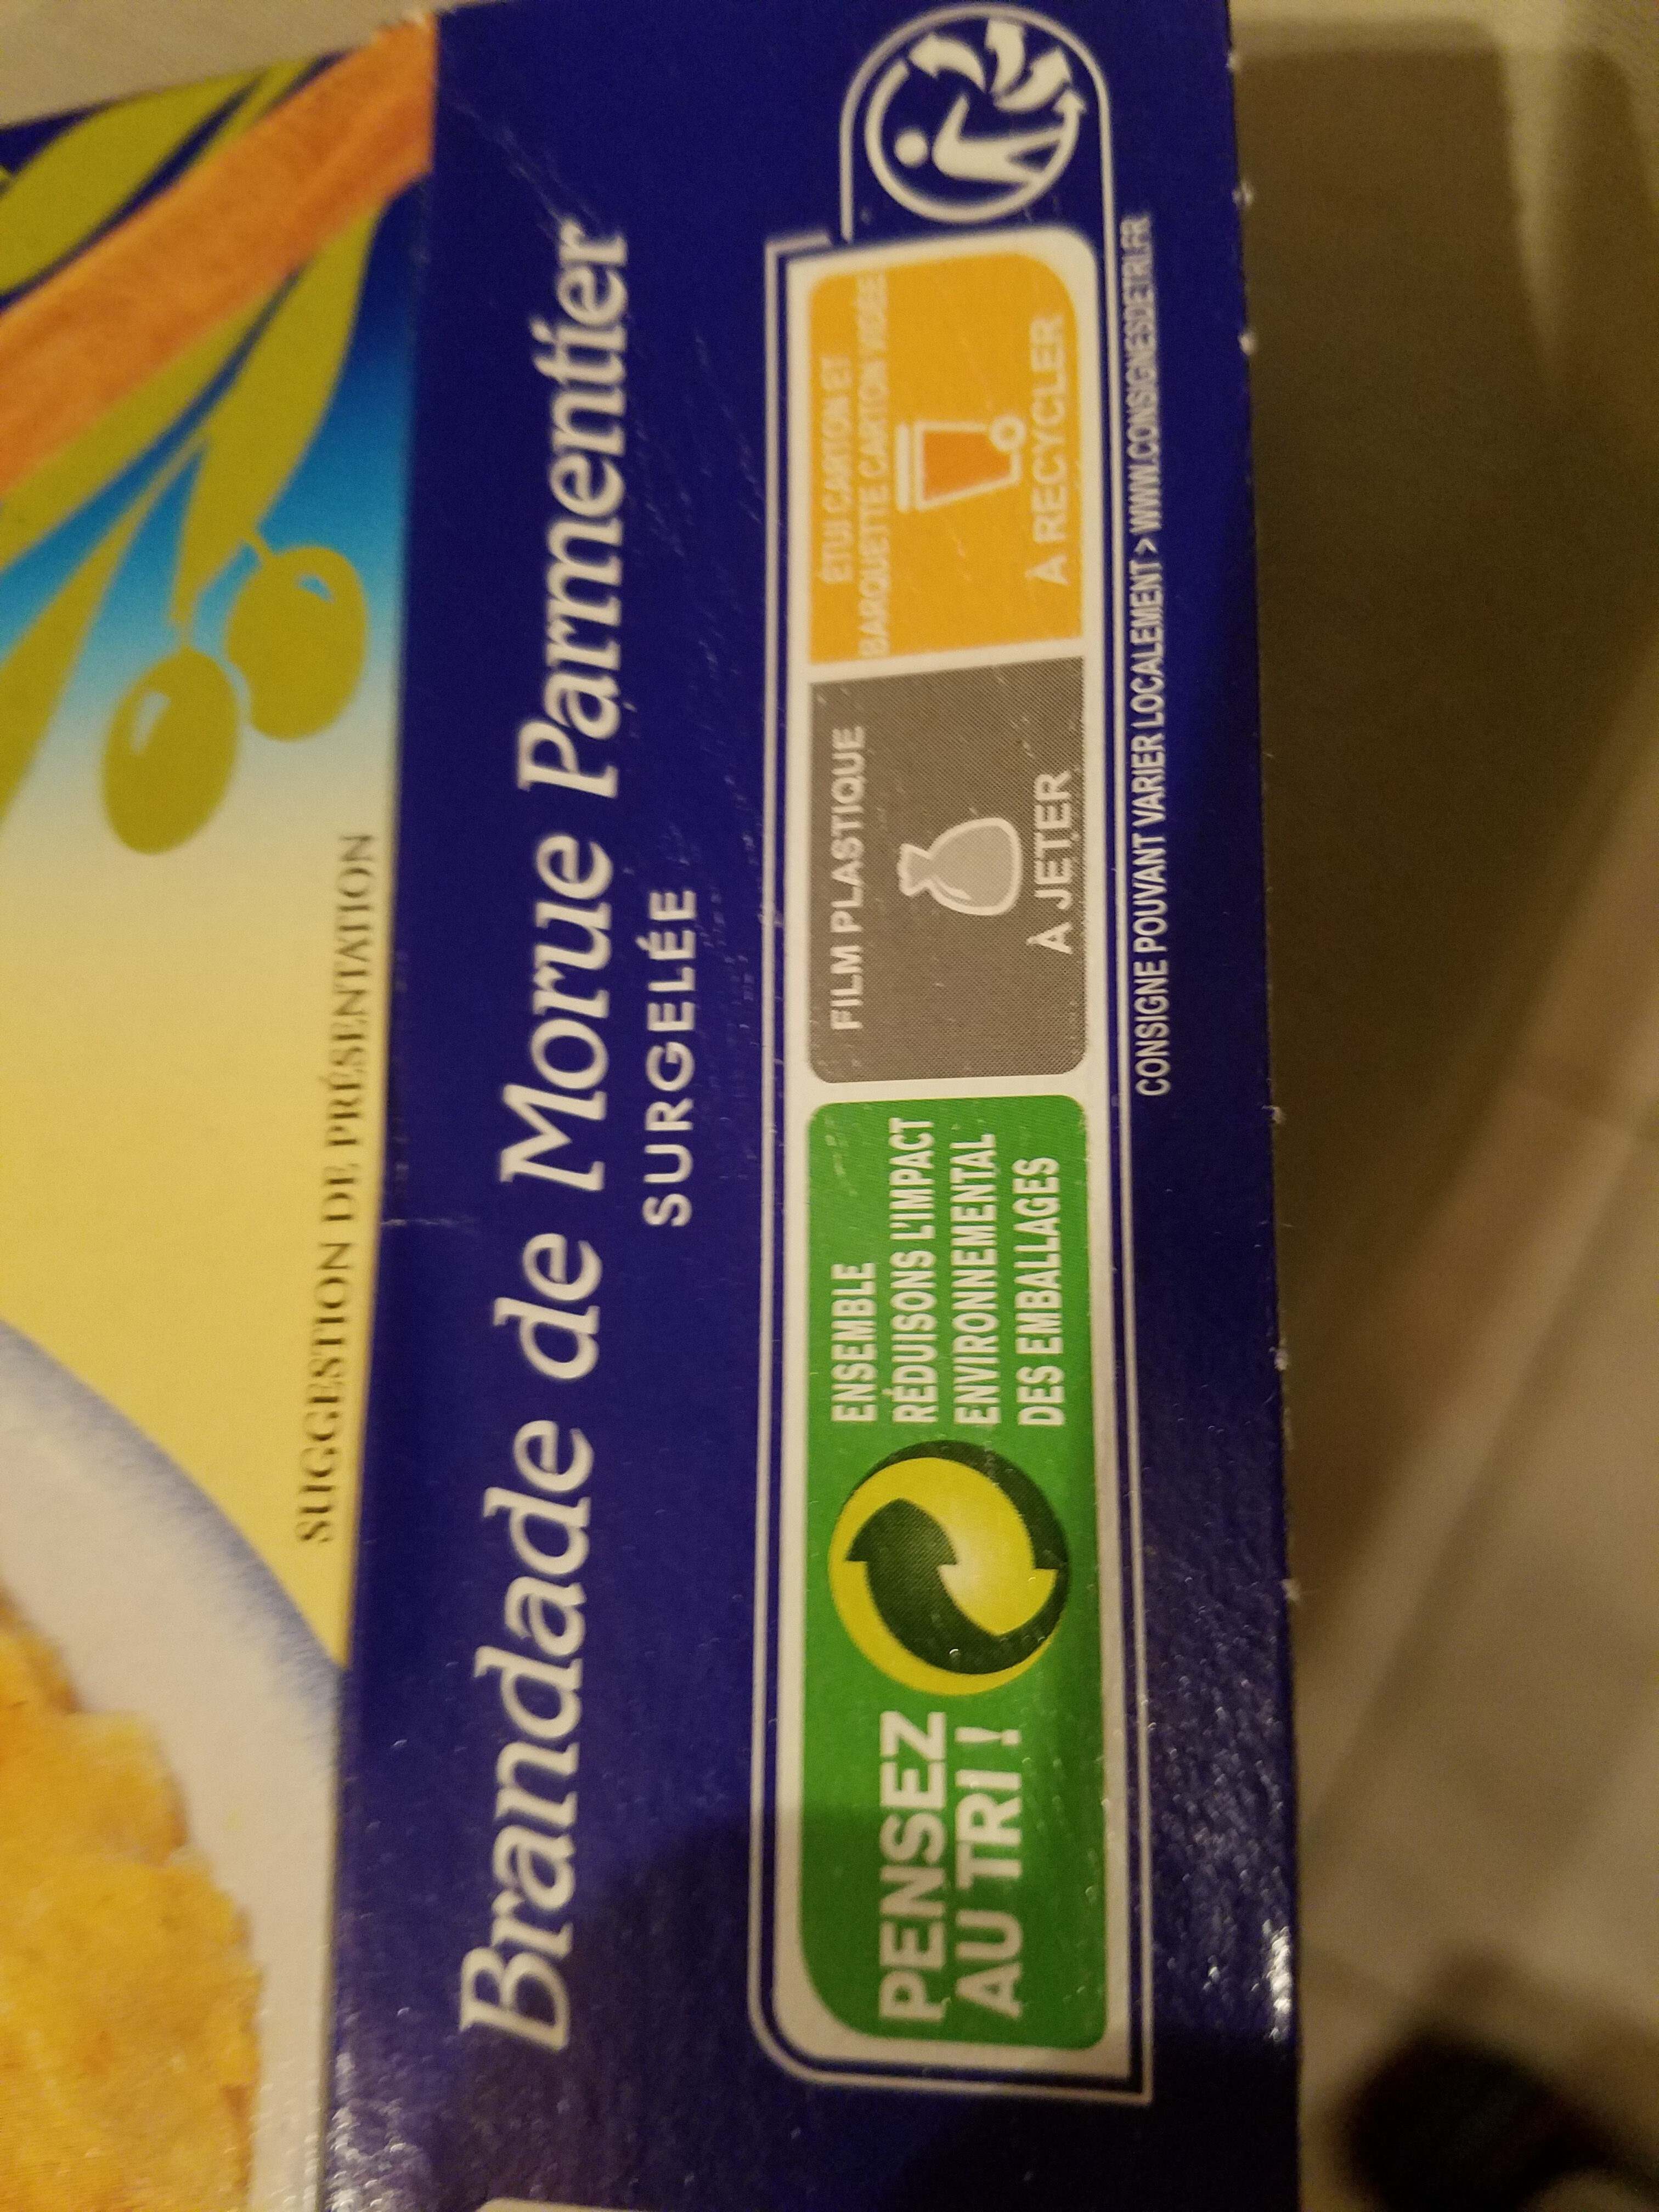 SUGGESTION DE PRÉSENTATION
Brandade de Morue Parmentier
SURGELÉE
PENSEZ
AU TRI !
ENSEMBLE
RÉDUISONS L'IMPACT
ENVIRONNEMENTAL
DES EMBALLAGES
FILM PLASTIQUE
À JETER
ÉTUI CARTON ET
BARQUETTE CARTON VIDÉE
À RECYCLER
CONSIGNE POUVANT VARIER LOCALEMENT > WWW.CONSIGNESDETRI.FR